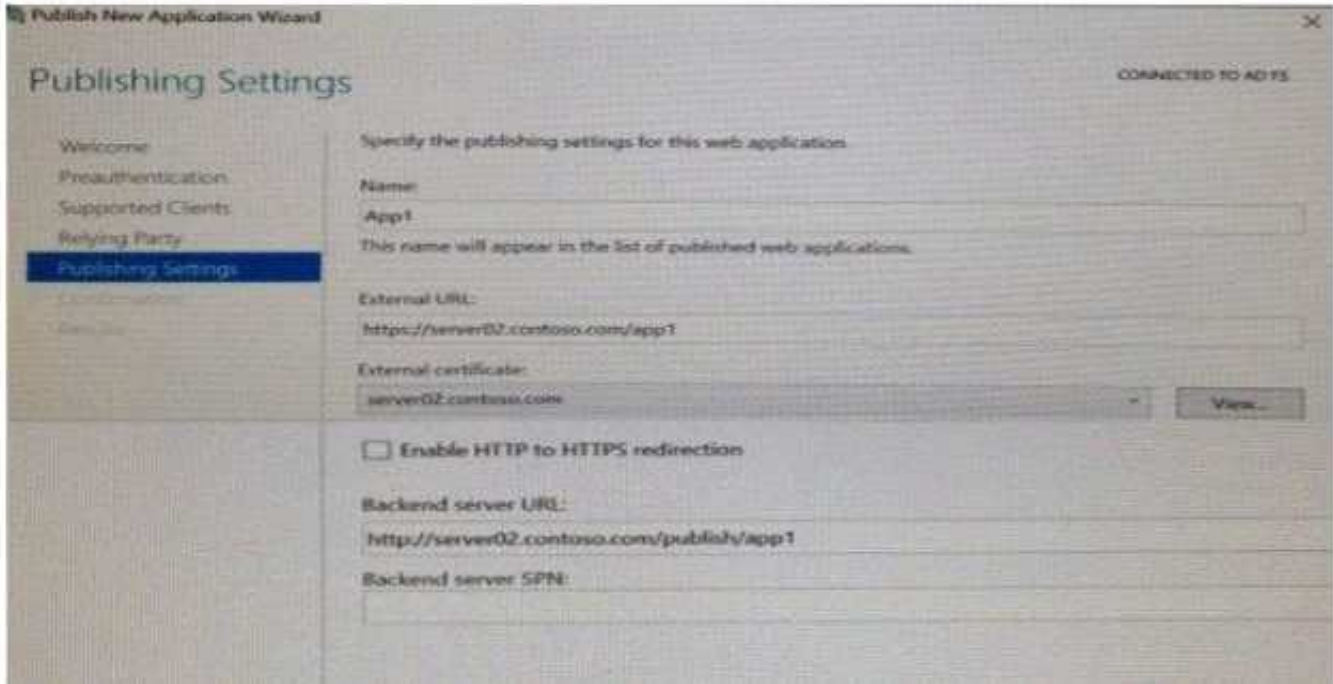 Publish New Application Wizard
Publishing Settings
CONNECTED TO AD FS
Welcome
Preauthentication
Supported Clients
Relying Party
Publishing Settings
Confirmation
Results
Specify the publishing settings for this web application.
Name:
App1
This name will appear in the list of published web applications.
External URL:
https://server02.contoso.com/app1
External certificate:
server02.contoso.com
View...
Enable HTTP to HTTPS redirection
Backend server URL:
http://server02.contoso.com/publish/app1
Backend server SPN: